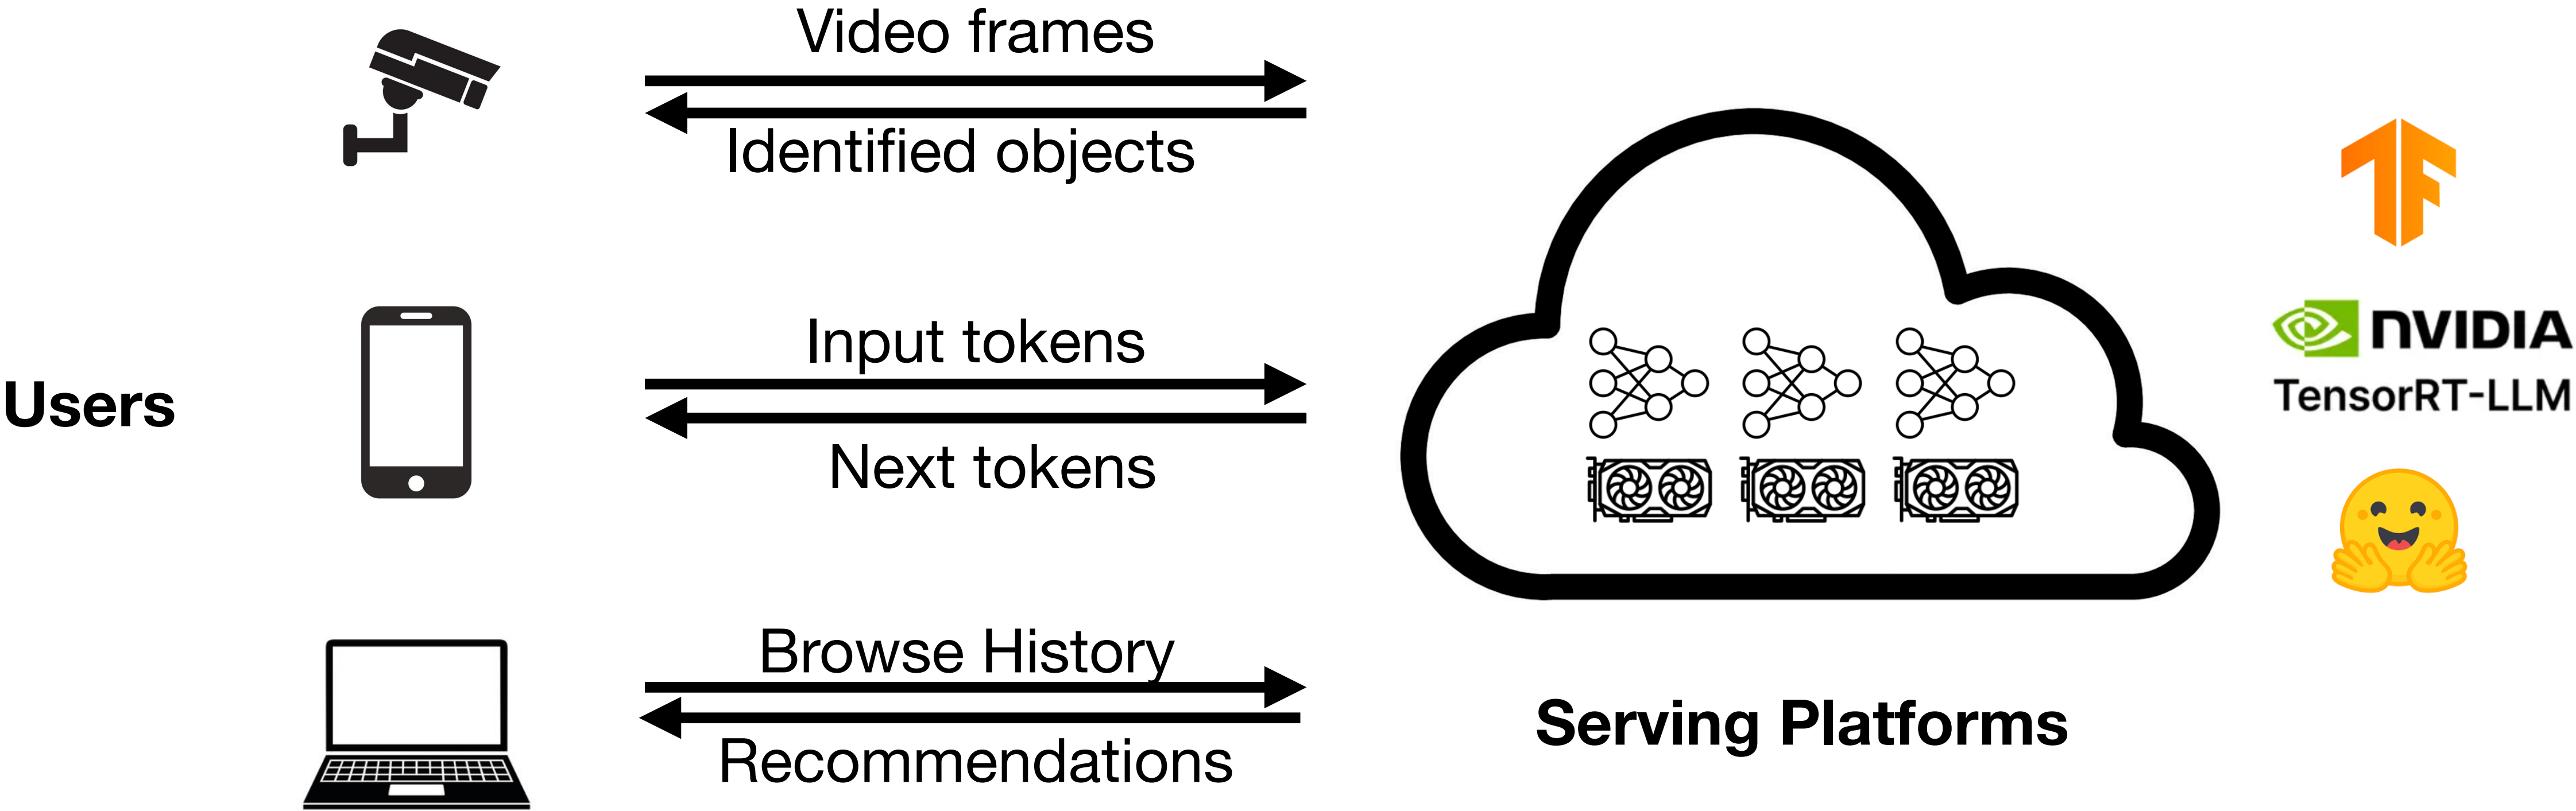 Video frames
Identified objects
Input tokens
NVIDIA
TensorRT-LLM
Users
Next tokens
Browse History
Serving Platforms
Recommendations